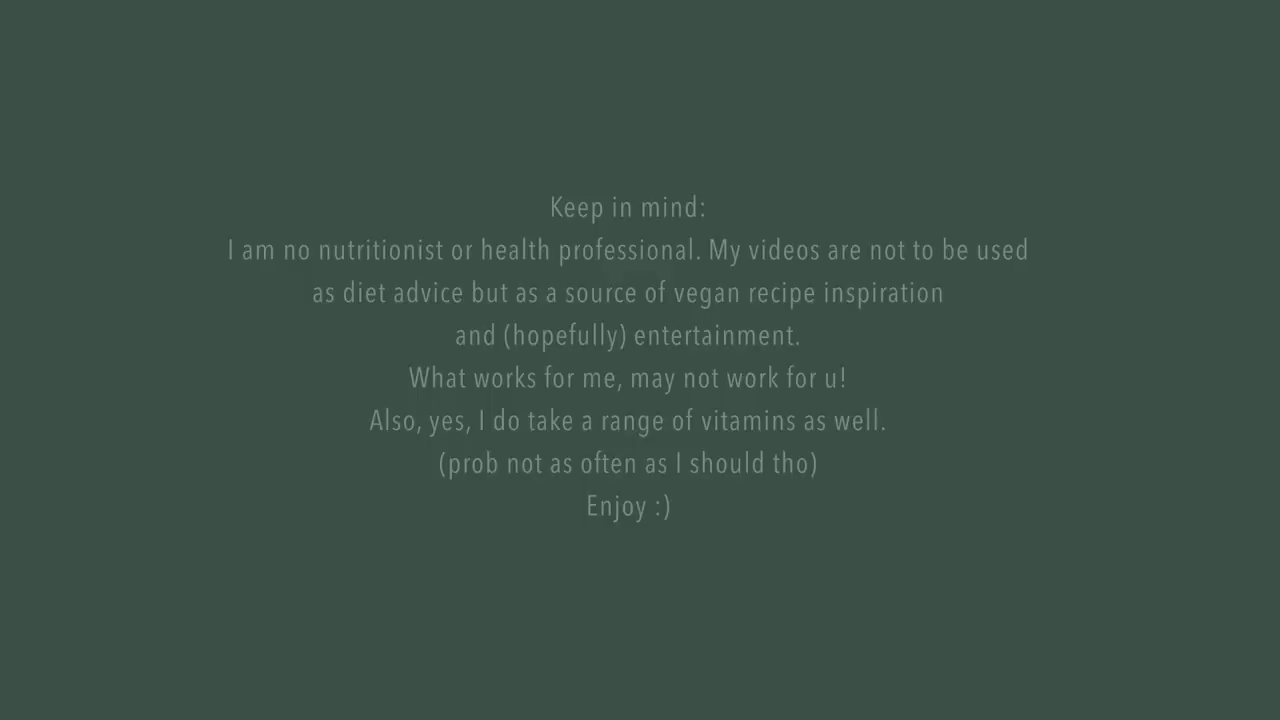 Keep in mind:
I am no nutritionist or health professional. My videos are not to be used
as diet advice but as a source of vegan recipe inspiration
and (hopefully) entertainment.
What works for me, may not work for u!
Also, yes, I do take a range of vitamins as well.
(prob not as often as I should tho)
Enjoy :)